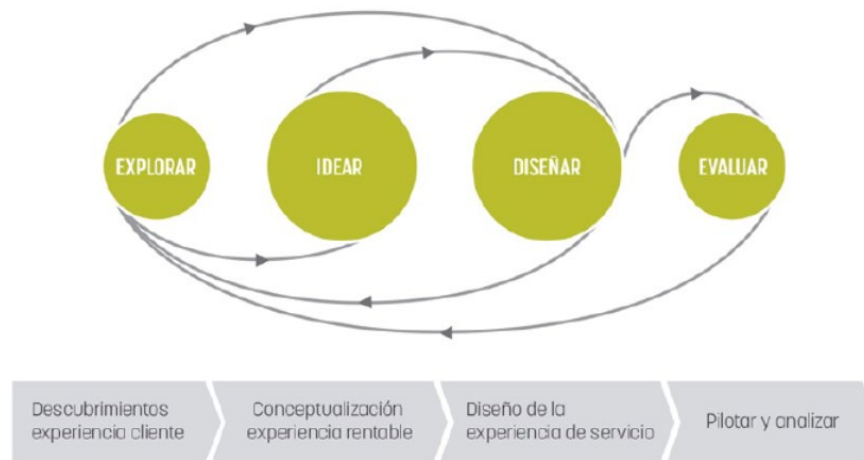 EXPLORAR
IDEAR
DISEÑAR
EVALUAR
Descubrimientos
experiencia cliente
Conceptualización
experiencia rentable
Diseño de la
experiencia de servicio
Pilotar y analizar